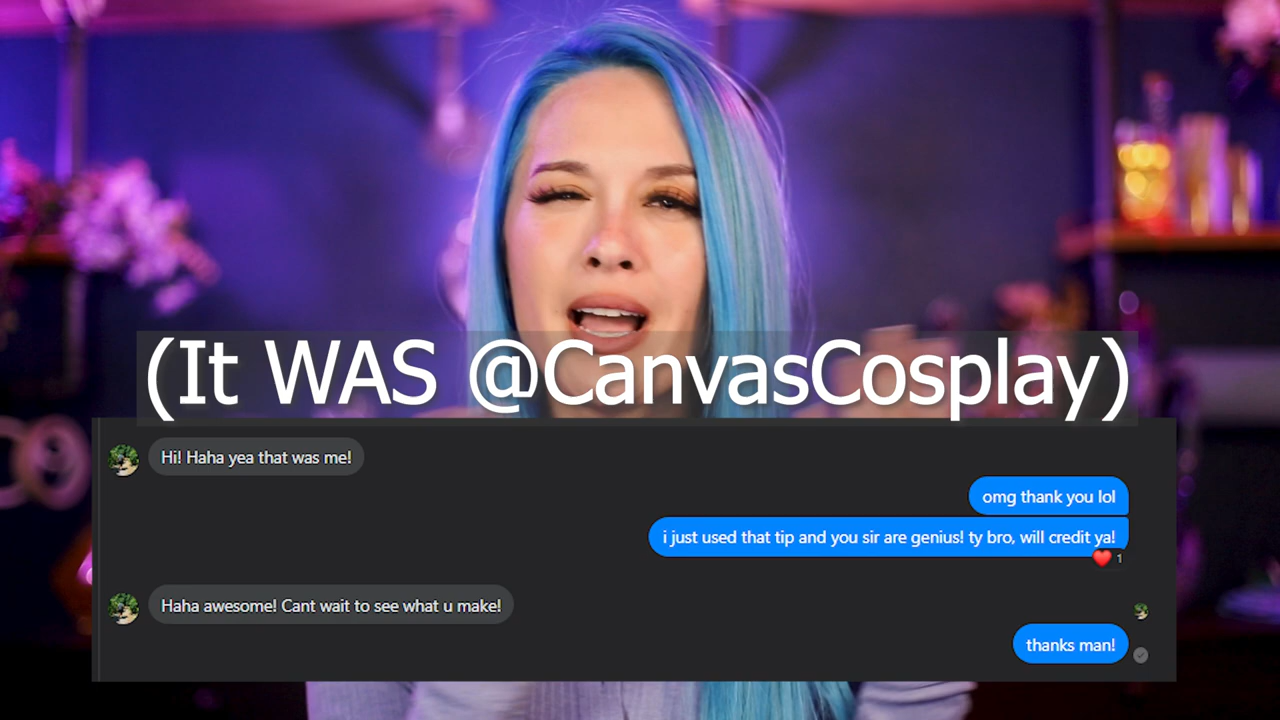 (It WAS @CanvasCosplay)
Hi! Haha yea that was me!
omg thank you lol
i just used that tip and you sir are genius! ty bro, will credit ya!
1
Haha awesome! Cant wait to see what u make!
thanks man!